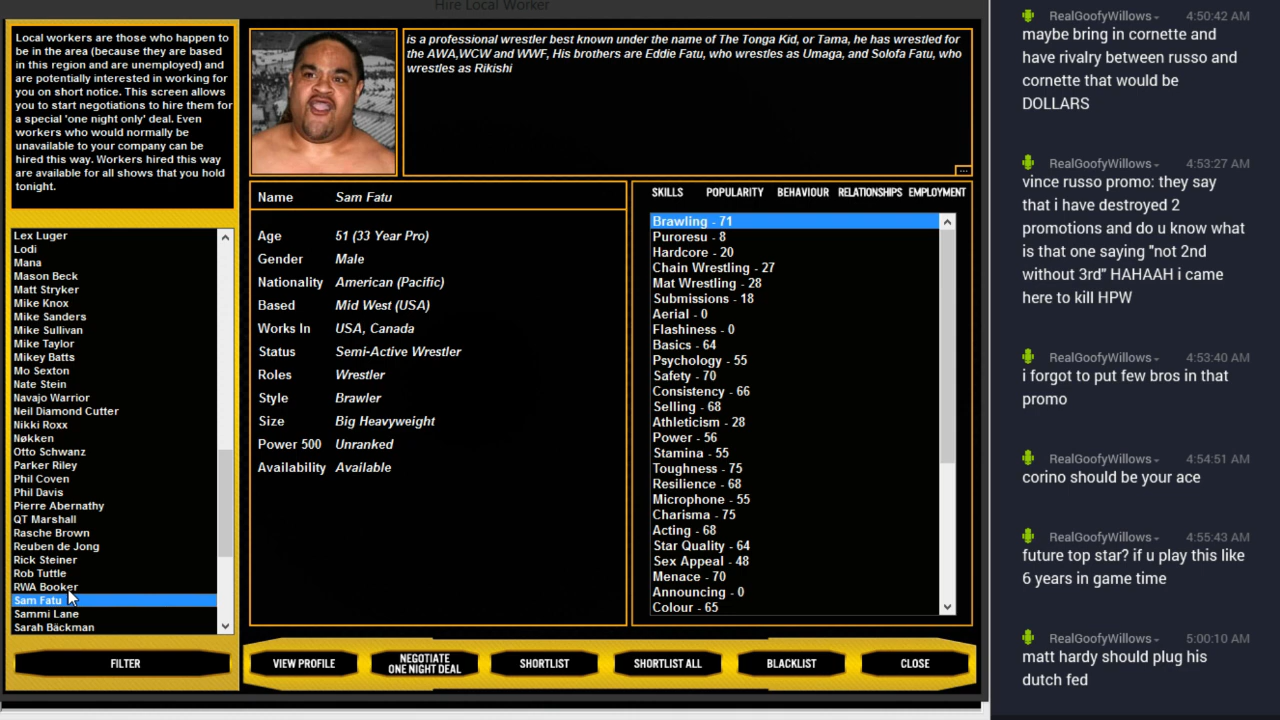 Hire Local Worker
Local workers are those who happen to
be in the area (because they are based
in this region and are unemployed) and
are potentially interested in working for
you on short notice. This screen allows
you to start negotiations to hire them for
a special 'one night only' deal. Even
workers who would normally be
unavailable to your company can be
hired this way. Workers hired this way
are available for all shows that you hold
tonight.
is a professional wrestler best known under the name of The Tonga Kid, or Tama, he has wrestled for
the AWA,WCW and WWF, His brothers are Eddie Fatu, who wrestles as Umaga, and Solofa Fatu, who
wrestles as Rikishi
...
Lex Luger
Lodi
Mana
Mason Beck
Matt Stryker
Mike Knox
Mike Sanders
Mike Sullivan
Mike Taylor
Mikey Batts
Mo Sexton
Nate Stein
Navajo Warrior
Neil Diamond Cutter
Nikki Roxx
Nøkken
Otto Schwanz
Parker Riley
Phil Coven
Phil Davis
Pierre Abernathy
QT Marshall
Rasche Brown
Reuben de Jong
Rick Steiner
Rob Tuttle
RWA Booker
Sam Fatu
Sammi Lane
Sarah Bäckman
FILTER
Name Sam Fatu
Age 51 (33 Year Pro)
Gender Male
Nationality American (Pacific)
Based Mid West (USA)
Works In USA, Canada
Status Semi-Active Wrestler
Roles Wrestler
Style Brawler
Size Big Heavyweight
Power 500 Unranked
Availability Available
SKILLS POPULARITY BEHAVIOUR RELATIONSHIPS EMPLOYMENT
Brawling - 71
Puroresu - 8
Hardcore - 20
Chain Wrestling - 27
Mat Wrestling - 28
Submissions - 18
Aerial - 0
Flashiness - 0
Basics - 64
Psychology - 55
Safety - 70
Consistency - 66
Selling - 68
Athleticism - 28
Power - 56
Stamina - 55
Toughness - 75
Resilience - 68
Microphone - 55
Charisma - 75
Acting - 68
Star Quality - 64
Sex Appeal - 48
Menace - 70
Announcing - 0
Colour - 65
VIEW PROFILE
NEGOTIATE
ONE NIGHT DEAL
SHORTLIST
SHORTLIST ALL
BLACKLIST
CLOSE
RealGoofyWillows 4:50:42 AM
maybe bring in cornette and
have rivalry between russo and
cornette that would be
DOLLARS
RealGoofyWillows 4:53:27 AM
vince russo promo: they say
that i have destroyed 2
promotions and do u know what
is that one saying "not 2nd
without 3rd" HAHAAH i came
here to kill HPW
RealGoofyWillows 4:53:40 AM
i forgot to put few bros in that
promo
RealGoofyWillows 4:54:51 AM
corino should be your ace
RealGoofyWillows 4:55:43 AM
future top star? if u play this like
6 years in game time
RealGoofyWillows 5:00:10 AM
matt hardy should plug his
dutch fed